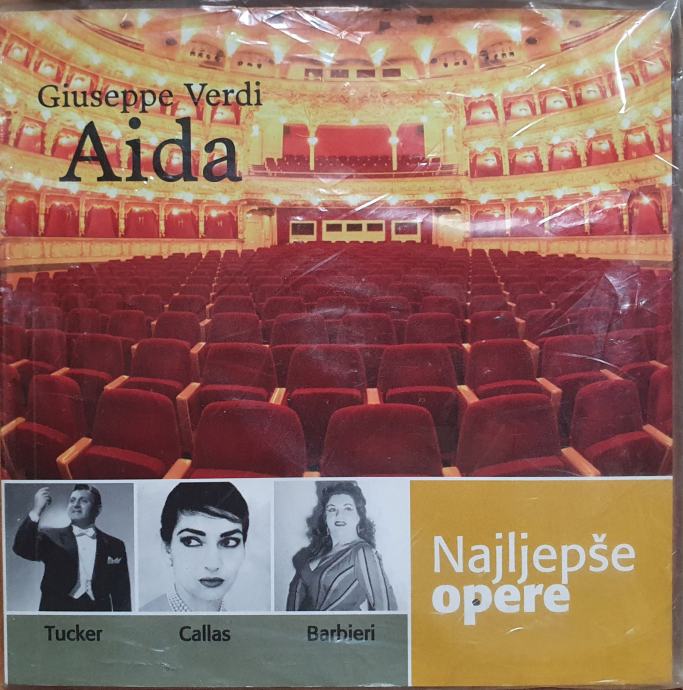 Giuseppe Verdi
Aida
Tucker
Callas
Barbieri
Najljepše
opere